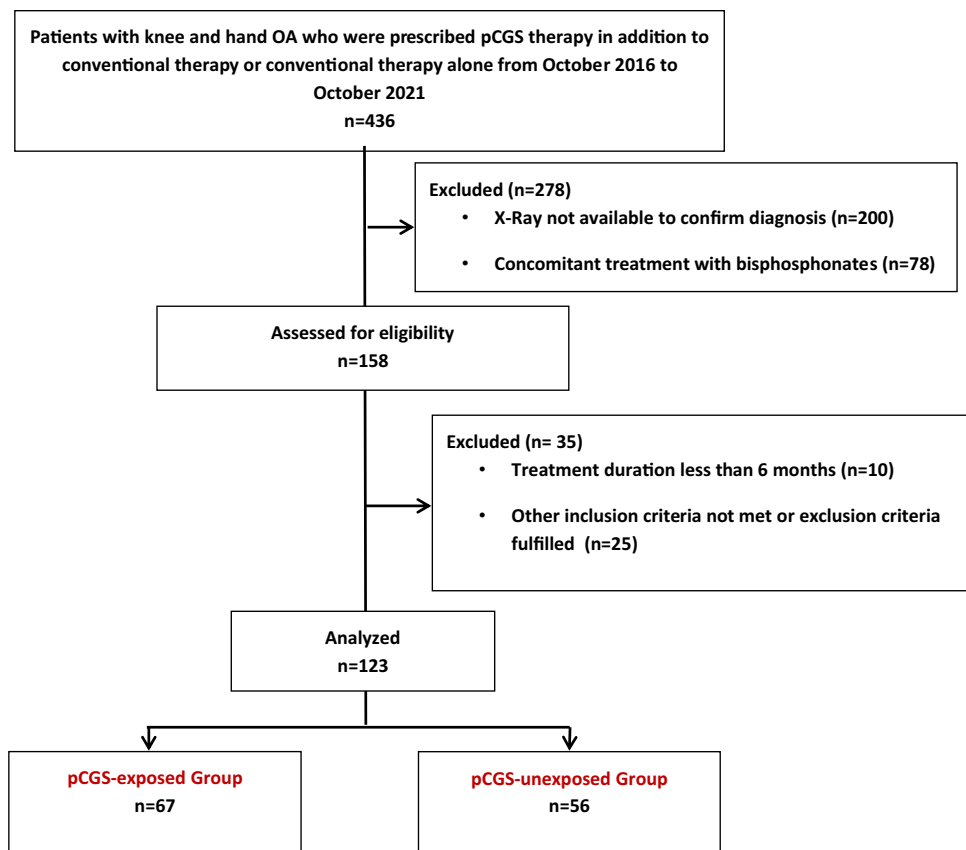 Patients with knee and hand OA who were prescribed pCGS therapy in addition to
conventional therapy or conventional therapy alone from October 2016 to
October 2021
n=436
Excluded (n=278)
• X-Ray not available to confirm diagnosis (n=200)
• Concomitant treatment with bisphosphonates (n=78)
Assessed for eligibility
n=158
Excluded (n= 35)
• Treatment duration less than 6 months (n=10)
• Other inclusion criteria not met or exclusion criteria
fulfilled (n=25)
Analyzed
n=123
pCGS-exposed Group
n=67
pCGS-unexposed Group
n=56